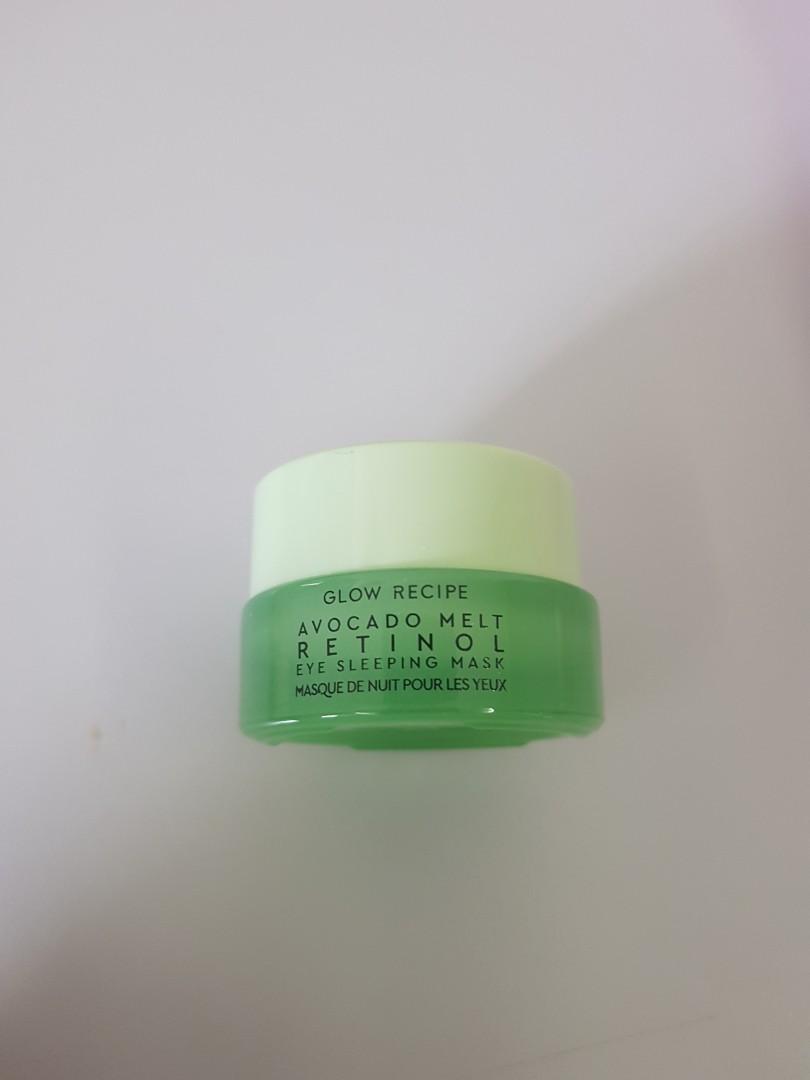 GLOW RECIPE
AVOCADO MELT
RETINOL
EYE SLEEPING MASK
MASQUE DE NUIT POUR LES YEUX